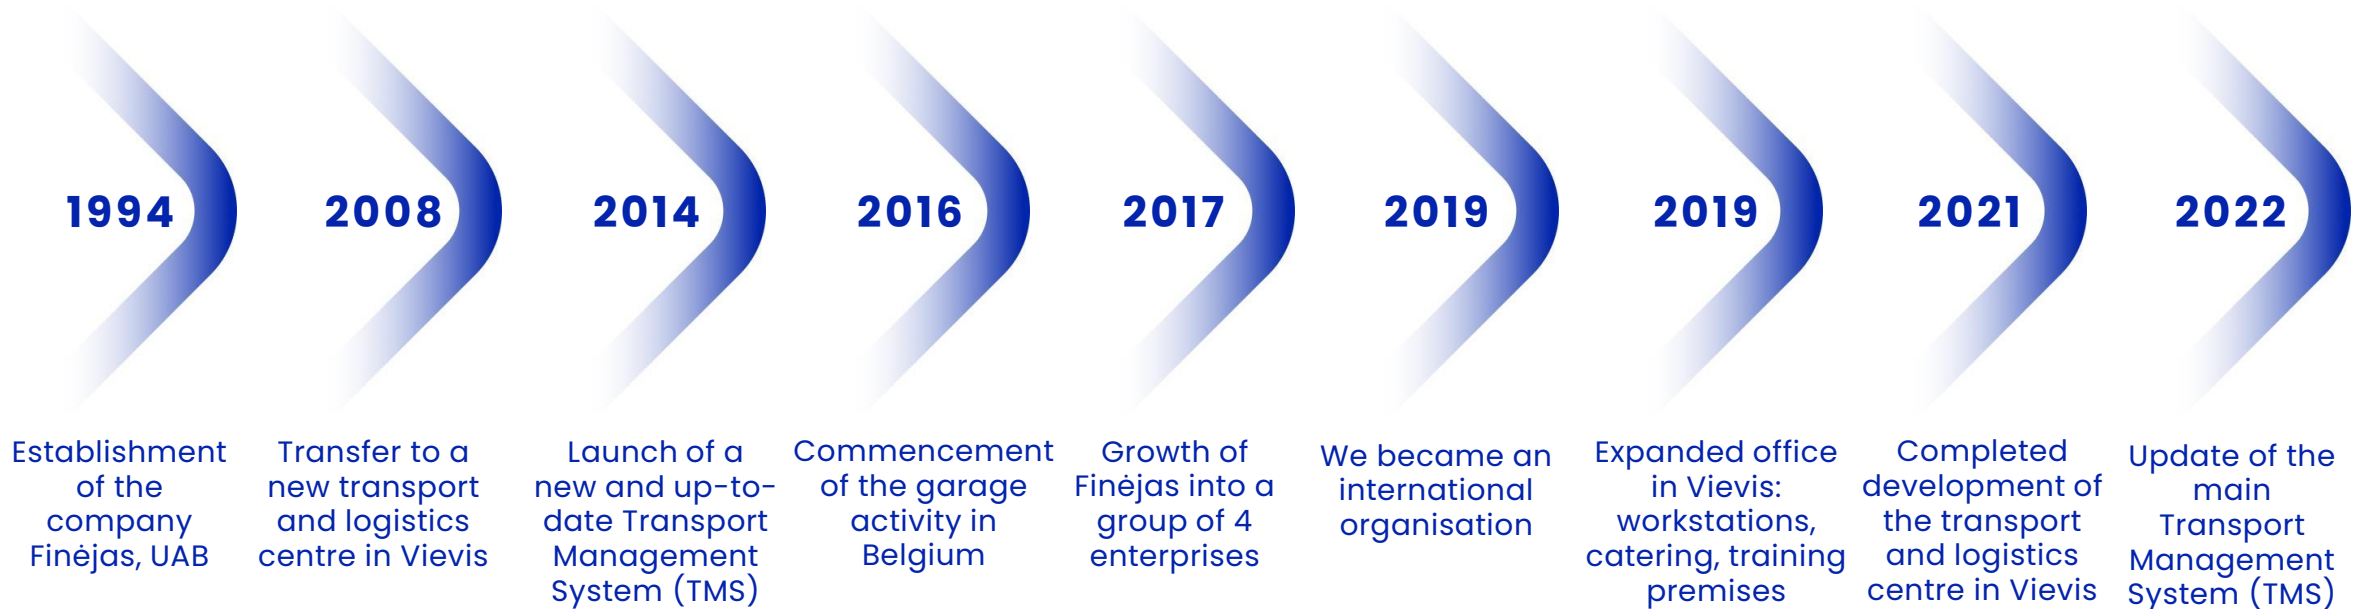 1994
2008
2014
2016
2017
2019
2019
2021
2022
Establishment
of the
company
Finėjas, UAB
Transfer to a
new transport
and logistics
centre in Vievis
Launch of a
new and up-to-
date Transport
Management
System (TMS)
Commencement
of the garage
activity in
Belgium
Growth of
Finėjas into a
group of 4
enterprises
We became an
international
organisation
Expanded office
in Vievis:
workstations,
catering, training
premises
Completed
development of
the transport
and logistics
centre in Vievis
Update of the
main
Transport
Management
System (TMS)